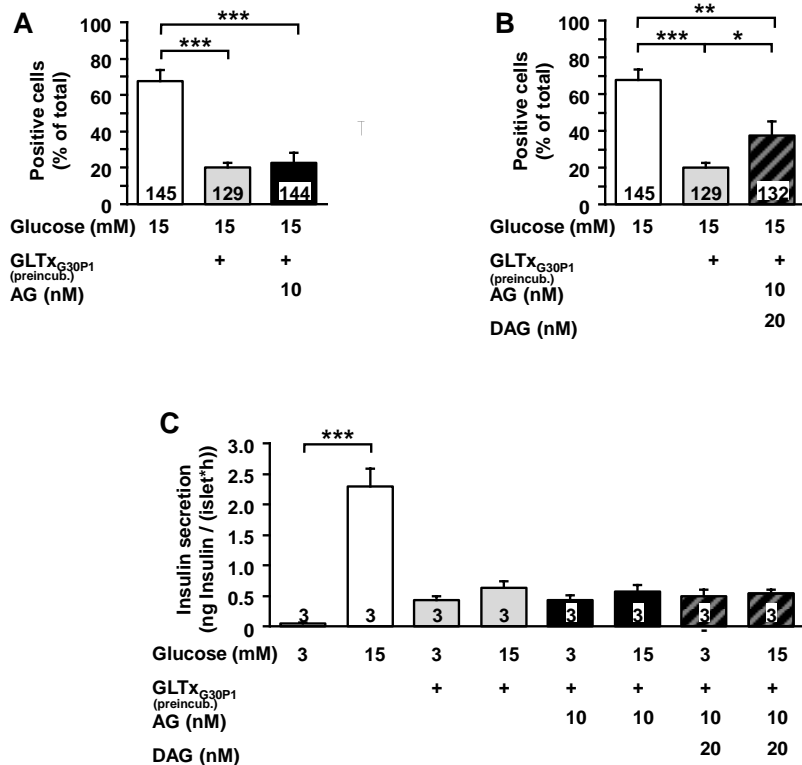 A
***
***
Positive cells
(% of total)
100
80
60
40
20
0
145 129 144
Glucose (mM) 15 15 15
GLTxG30P1 + +
(preincub.)
AG (nM) 10
B
**
*** *
Positive cells
(% of total)
100
80
60
40
20
0
145 129 132
Glucose (mM) 15 15 15
GLTxG30P1 + +
(preincub.)
AG (nM) 10
DAG (nM) 20
C
***
Insulin secretion
(ng Insulin / (islet*h))
3.0
2.5
2.0
1.5
1.0
0.5
0
3 3 3 3 3 3 3 3
Glucose (mM) 3 15 3 15 3 15 3 15
GLTxG30P1 + + + + + +
(preincub.)
AG (nM) 10 10 10 10
DAG (nM) 20 20